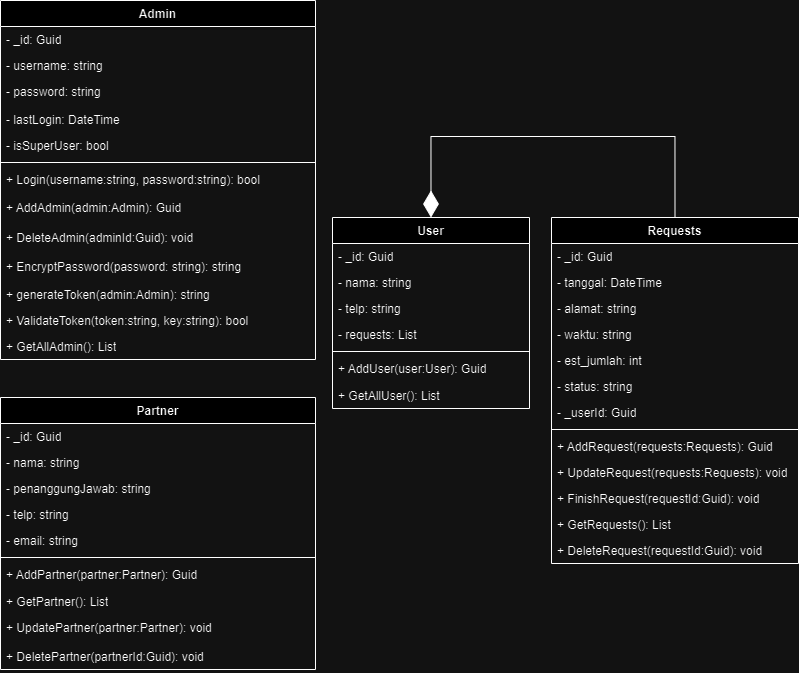 Admin
- _id: Guid
- username: string
- password: string
- lastLogin: DateTime
- isSuperUser: bool
+ Login(username:string, password:string): bool
+ AddAdmin(admin:Admin): Guid
+ DeleteAdmin(adminId:Guid): void
+ EncryptPassword(password: string): string
+ generateToken(admin:Admin): string
+ ValidateToken(token:string, key:string): bool
+ GetAllAdmin(): List
Partner
- _id: Guid
- nama: string
- penanggungJawab: string
- telp: string
- email: string
+ AddPartner(partner:Partner): Guid
+ GetPartner(): List
+ UpdatePartner(partner:Partner): void
+ DeletePartner(partnerId:Guid): void
User
- _id: Guid
- nama: string
- telp: string
- requests: List
+ AddUser(user:User): Guid
+ GetAllUser(): List
Requests
- _id: Guid
- tanggal: DateTime
- alamat: string
- waktu: string
- est_jumlah: int
- status: string
- _userId: Guid
+ AddRequest(requests:Requests): Guid
+ UpdateRequest(requests:Requests): void
+ FinishRequest(requestId:Guid): void
+ GetRequests(): List
+ DeleteRequest(requestId:Guid): void